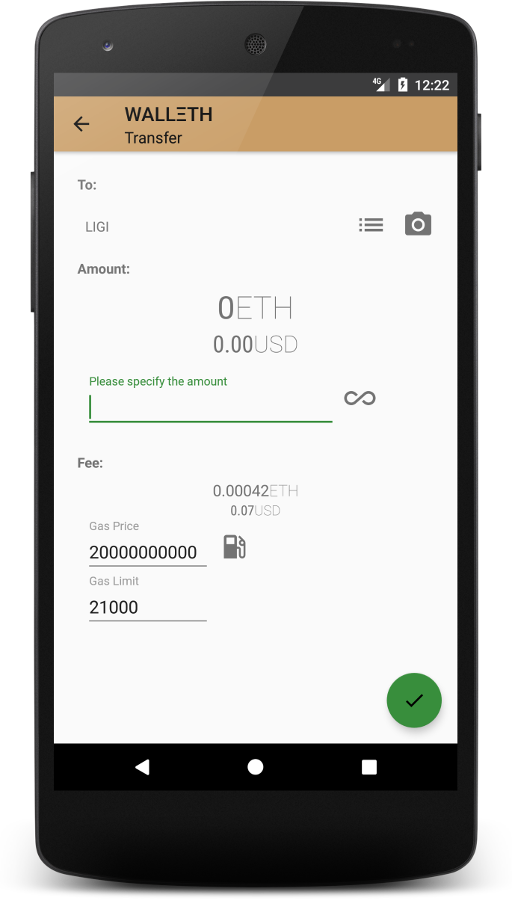 4G 12:22
WALLΞTH
Transfer
To:
LIGI
Amount:
0ETH
0.00USD
Please specify the amount
Fee:
0.00042ETH
0.07USD
Gas Price
20000000000
Gas Limit
21000